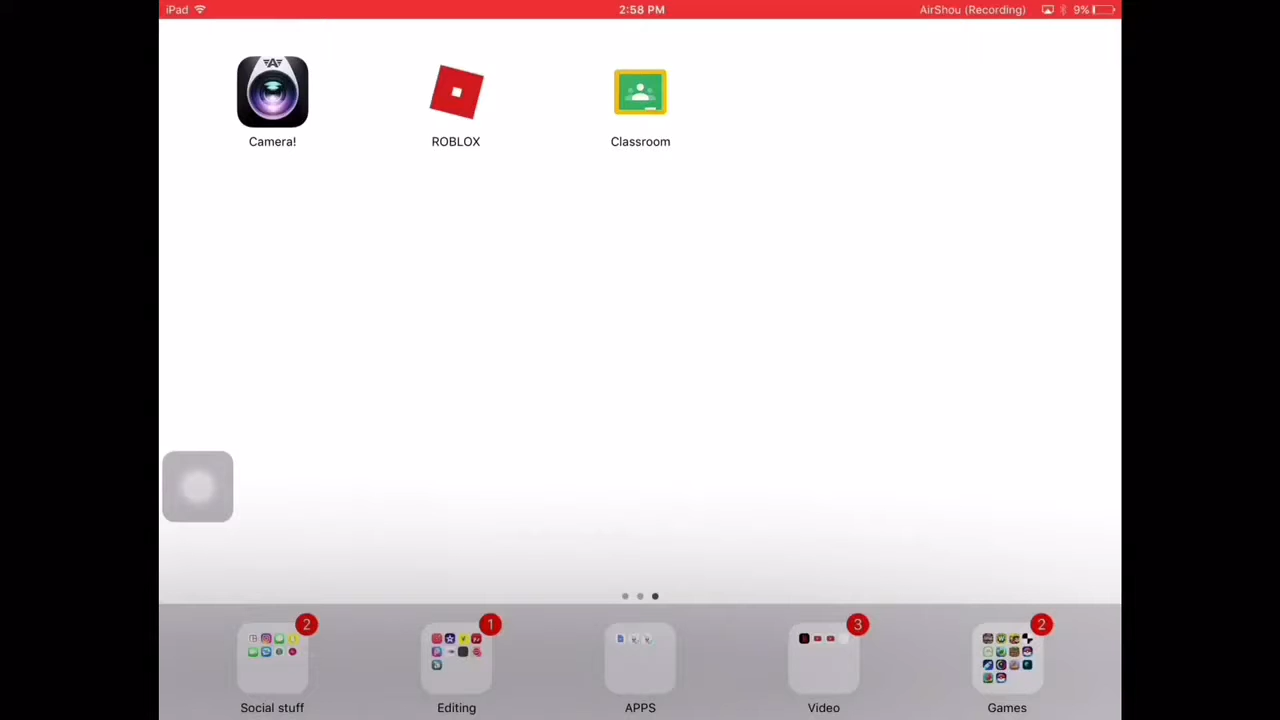 iPad 2:58 PM AirShou (Recording) 9%
Camera! ROBLOX Classroom
2 1 3 2
Social stuff Editing APPS Video Games